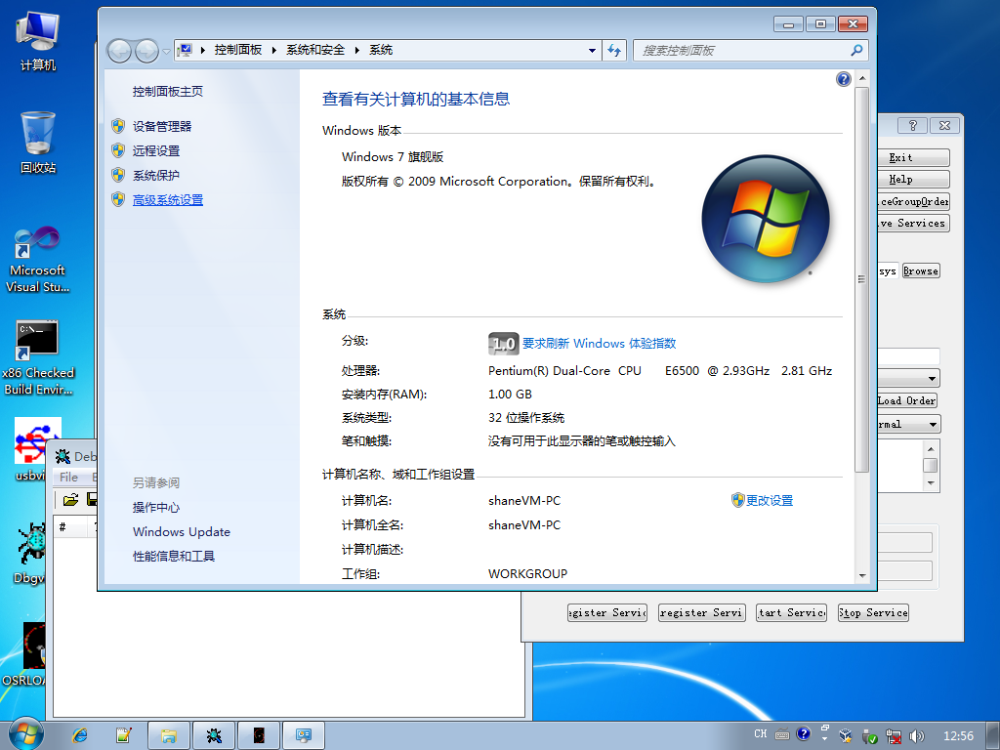 计算机
回收站
Microsoft
Visual Stu...
x86 Checked
Build Envir...
控制面板
系统和安全
系统
搜索控制面板
控制面板主页
设备管理器
远程设置
系统保护
高级系统设置
另请参阅
操作中心
Windows Update
性能信息和工具
查看有关计算机的基本信息
Windows 版本
Windows 7 旗舰版
版权所有 © 2009 Microsoft Corporation。保留所有权利。
系统
分级:
1.0 要求刷新 Windows 体验指数
处理器:
Pentium(R) Dual-Core CPU E6500 @ 2.93GHz 2.81 GHz
安装内存(RAM):
1.00 GB
系统类型:
32 位操作系统
笔和触摸:
没有可用于此显示器的笔或触控输入
计算机名称、域和工作组设置
计算机名:
shaneVM-PC
更改设置
计算机全名:
shaneVM-PC
计算机描述:
工作组:
WORKGROUP
Exit
Help
iceGroupOrder
ive Services
sys
Browse
Load Order
rmal
egister Servic
register Servi
tart Servic
Stop Service
usbvi
Deb
File E
#
Dbgvi
OSRLOA
CH
12:56